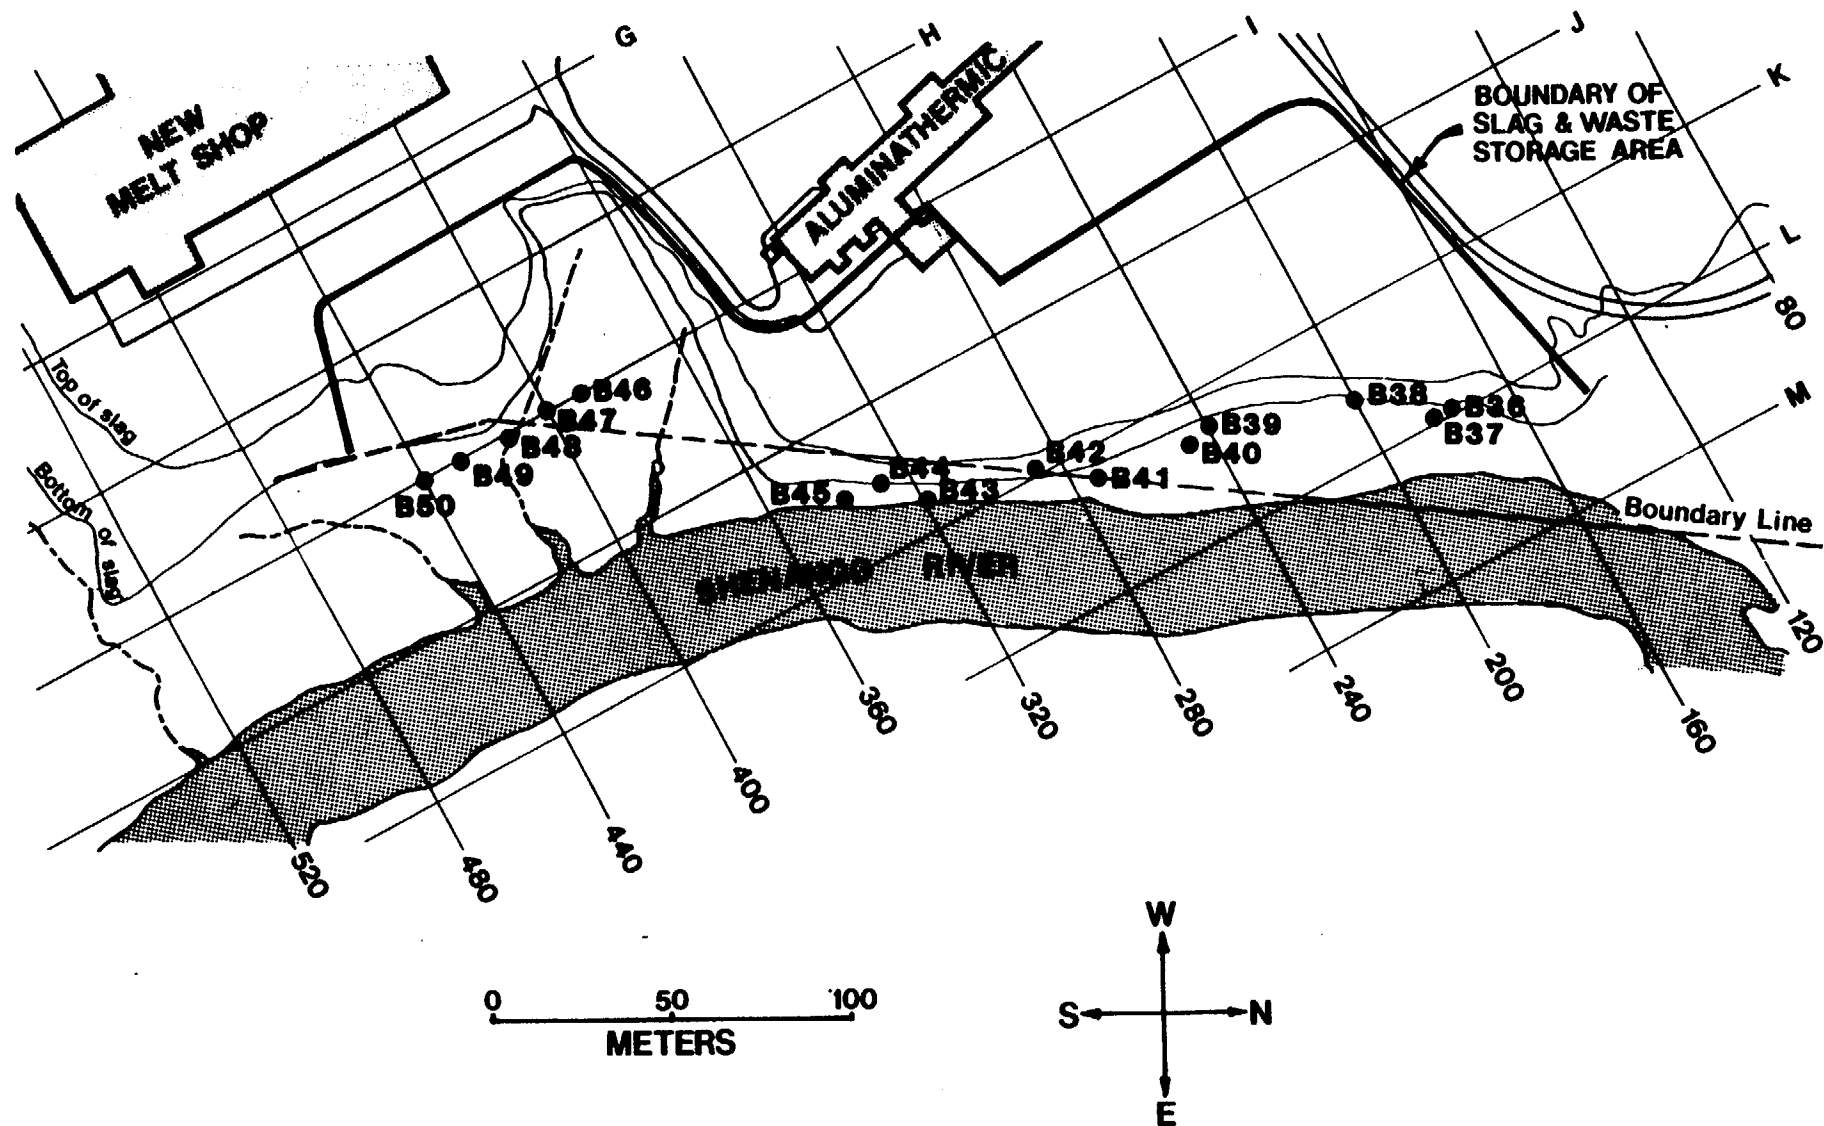 G
H
I
J
K
L
M
NEW
MELT SHOP
ALUMINATHERMIC
BOUNDARY OF
SLAG & WASTE
STORAGE AREA
80
Top of slag
Bottom of slag
B46
B47
B48
B49
B50
B45
B44
B43
B42
B41
B39
B40
B38
B36
B37
Boundary Line
SHENANGO RIVER
120
160
200
240
280
320
360
400
440
480
520
0 50 100
METERS
W
S N
E